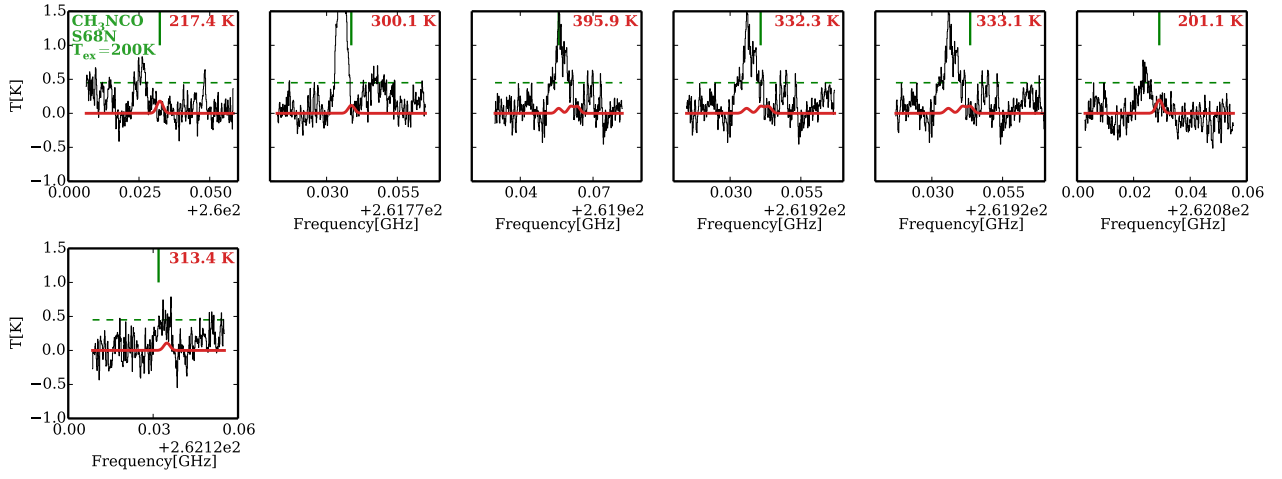 CH3NCO
S68N
Tex=200K
217.4 K
300.1 K
395.9 K
332.3 K
333.1 K
201.1 K
T[K]
1.5
1.0
0.5
0.0
−0.5
−1.0
0.000 0.025 0.050
+2.6e2
0.030 0.055
+2.6177e2
Frequency[GHz]
0.04 0.07
+2.619e2
Frequency[GHz]
0.030 0.055
+2.6192e2
Frequency[GHz]
0.030 0.055
+2.6192e2
Frequency[GHz]
0.00 0.02 0.04 0.06
+2.6208e2
Frequency[GHz]
313.4 K
T[K]
1.5
1.0
0.5
0.0
−0.5
−1.0
0.00 0.03 0.06
+2.6212e2
Frequency[GHz]